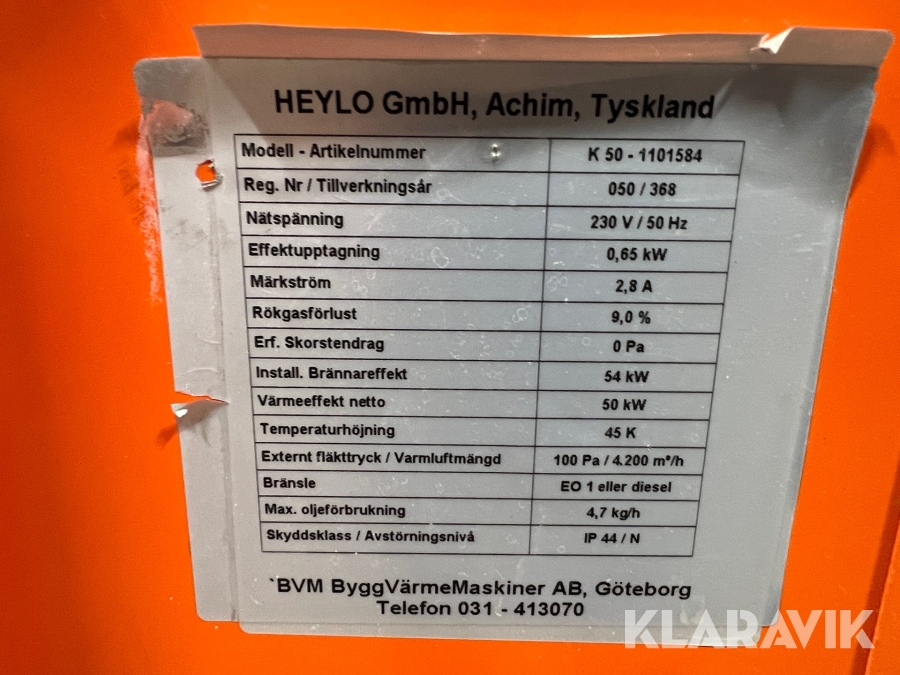 HEYLO GmbH, Achim, Tyskland
Modell - Artikelnummer K 50 - 1101584
Reg. Nr / Tillverkningsår 050 / 368
Nätspänning 230 V / 50 Hz
Effektupptagning 0,65 kW
Märkström 2,8 A
Rökgasförlust 9,0 %
Erf. Skorstendrag 0 Pa
Install. Brännareffekt 54 kW
Värmeeffekt netto 50 kW
Temperaturhöjning 45 K
Externt fläkttryck / Varmluftmängd 100 Pa / 4.200 m³/h
Bränsle EO 1 eller diesel
Max. oljeförbrukning 4,7 kg/h
Skyddsklass / Avstörningsnivå IP 44 / N
`BVM ByggVärmeMaskiner AB, Göteborg
Telefon 031 - 413070
KLARAVIK